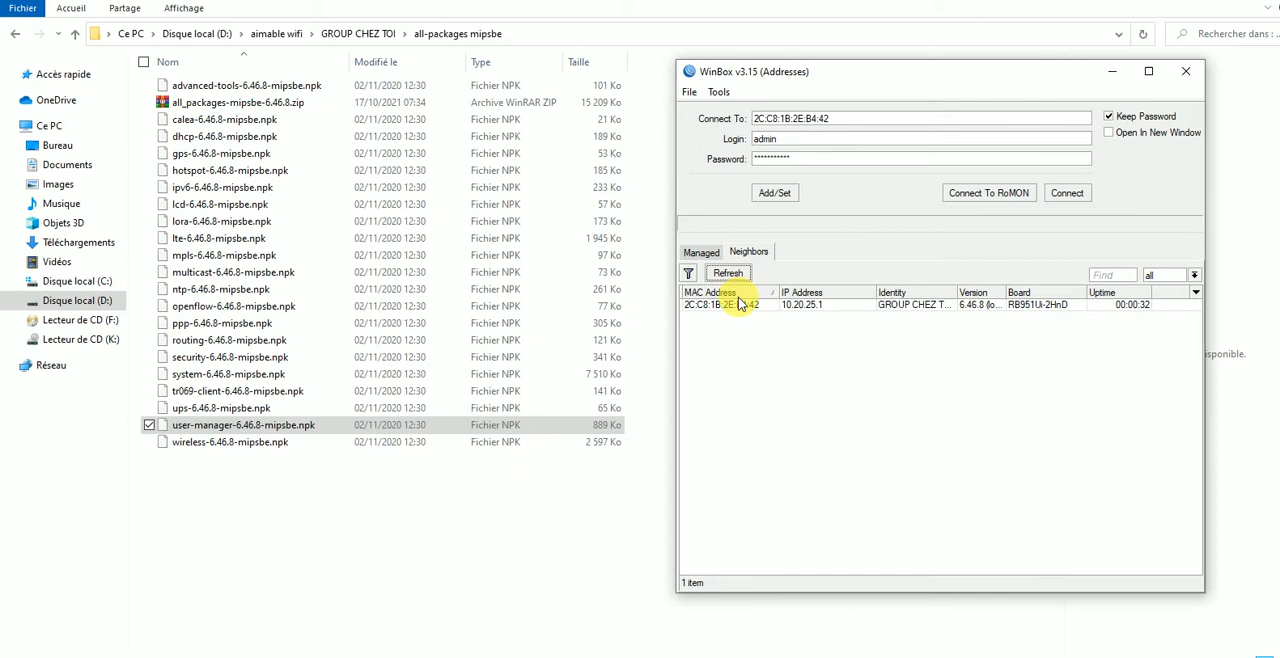 Fichier Accueil Partage Affichage
Ce PC Disque local (D:) aimable wifi GROUP CHEZ TOI all-packages mipsbe
Rechercher dans : ...
Accès rapide
OneDrive
Ce PC
Bureau
Documents
Images
Musique
Objets 3D
Téléchargements
Vidéos
Disque local (C:)
Disque local (D:)
Lecteur de CD (F:)
Lecteur de CD (K:)
Réseau
Nom Modifié le Type Taille
advanced-tools-6.46.8-mipsbe.npk 02/11/2020 12:30 Fichier NPK 101 Ko
all_packages-mipsbe-6.46.8.zip 17/10/2021 07:34 Archive WinRAR ZIP 15 209 Ko
calea-6.46.8-mipsbe.npk 02/11/2020 12:30 Fichier NPK 21 Ko
dhcp-6.46.8-mipsbe.npk 02/11/2020 12:30 Fichier NPK 189 Ko
gps-6.46.8-mipsbe.npk 02/11/2020 12:30 Fichier NPK 53 Ko
hotspot-6.46.8-mipsbe.npk 02/11/2020 12:30 Fichier NPK 185 Ko
ipv6-6.46.8-mipsbe.npk 02/11/2020 12:30 Fichier NPK 233 Ko
lcd-6.46.8-mipsbe.npk 02/11/2020 12:30 Fichier NPK 57 Ko
lora-6.46.8-mipsbe.npk 02/11/2020 12:30 Fichier NPK 173 Ko
lte-6.46.8-mipsbe.npk 02/11/2020 12:30 Fichier NPK 1 945 Ko
mpls-6.46.8-mipsbe.npk 02/11/2020 12:30 Fichier NPK 97 Ko
multicast-6.46.8-mipsbe.npk 02/11/2020 12:30 Fichier NPK 73 Ko
ntp-6.46.8-mipsbe.npk 02/11/2020 12:30 Fichier NPK 261 Ko
openflow-6.46.8-mipsbe.npk 02/11/2020 12:30 Fichier NPK 77 Ko
ppp-6.46.8-mipsbe.npk 02/11/2020 12:30 Fichier NPK 305 Ko
routing-6.46.8-mipsbe.npk 02/11/2020 12:30 Fichier NPK 121 Ko
security-6.46.8-mipsbe.npk 02/11/2020 12:30 Fichier NPK 341 Ko
system-6.46.8-mipsbe.npk 02/11/2020 12:30 Fichier NPK 7 510 Ko
tr069-client-6.46.8-mipsbe.npk 02/11/2020 12:30 Fichier NPK 141 Ko
ups-6.46.8-mipsbe.npk 02/11/2020 12:30 Fichier NPK 65 Ko
user-manager-6.46.8-mipsbe.npk 02/11/2020 12:30 Fichier NPK 889 Ko
wireless-6.46.8-mipsbe.npk 02/11/2020 12:30 Fichier NPK 2 597 Ko
WinBox v3.15 (Addresses)
File Tools
Connect To: 2C:C8:1B:2E:B4:42
Keep Password
Login: admin
Open In New Window
Password: ***********
Add/Set Connect To RoMON Connect
Managed Neighbors
Refresh Find all
MAC Address IP Address Identity Version Board Uptime
10.20.25.1 GROUP CHEZ T... 6.46.8 (lo... RB951Ui-2HnD 00:00:32
isponible.
1 item